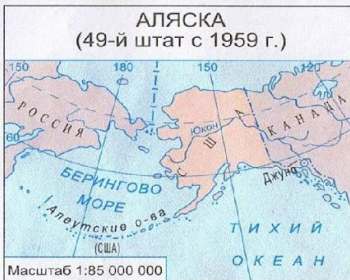 АЛЯСКА
(49-й штат с 1959 г.)
150 180 150 120
РОССИЯ
Юкон
США
КАНАДА
60
БЕРИНГОВО
МОРЕ
Джуно
Алеутские о-ва
(США)
ТИХИЙ
ОКЕАН
Масштаб 1:85 000 000